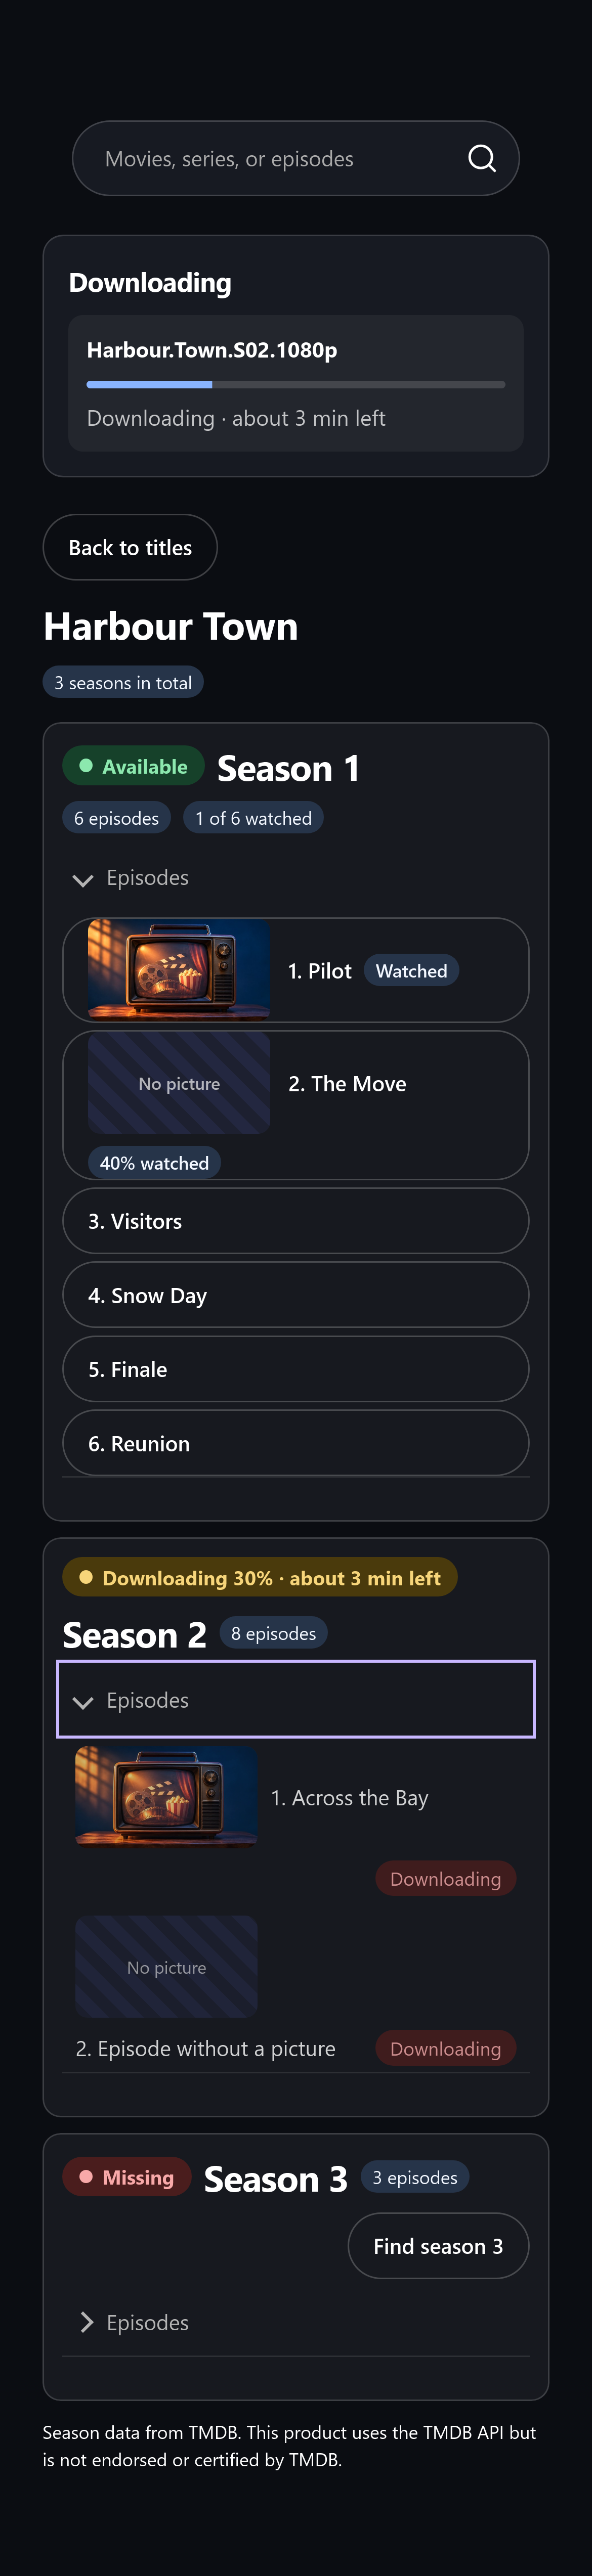 Movies, series, or episodes
Downloading
Harbour.Town.S02.1080p
Downloading · about 3 min left
Back to titles
Harbour Town
3 seasons in total
Available Season 1
6 episodes 1 of 6 watched
Episodes
1. Pilot Watched
No picture 2. The Move
40% watched
3. Visitors
4. Snow Day
5. Finale
6. Reunion
Downloading 30% · about 3 min left
Season 2 8 episodes
Episodes
1. Across the Bay
Downloading
No picture
2. Episode without a picture Downloading
Missing Season 3 3 episodes
Find season 3
Episodes
Season data from TMDB. This product uses the TMDB API but
is not endorsed or certified by TMDB.